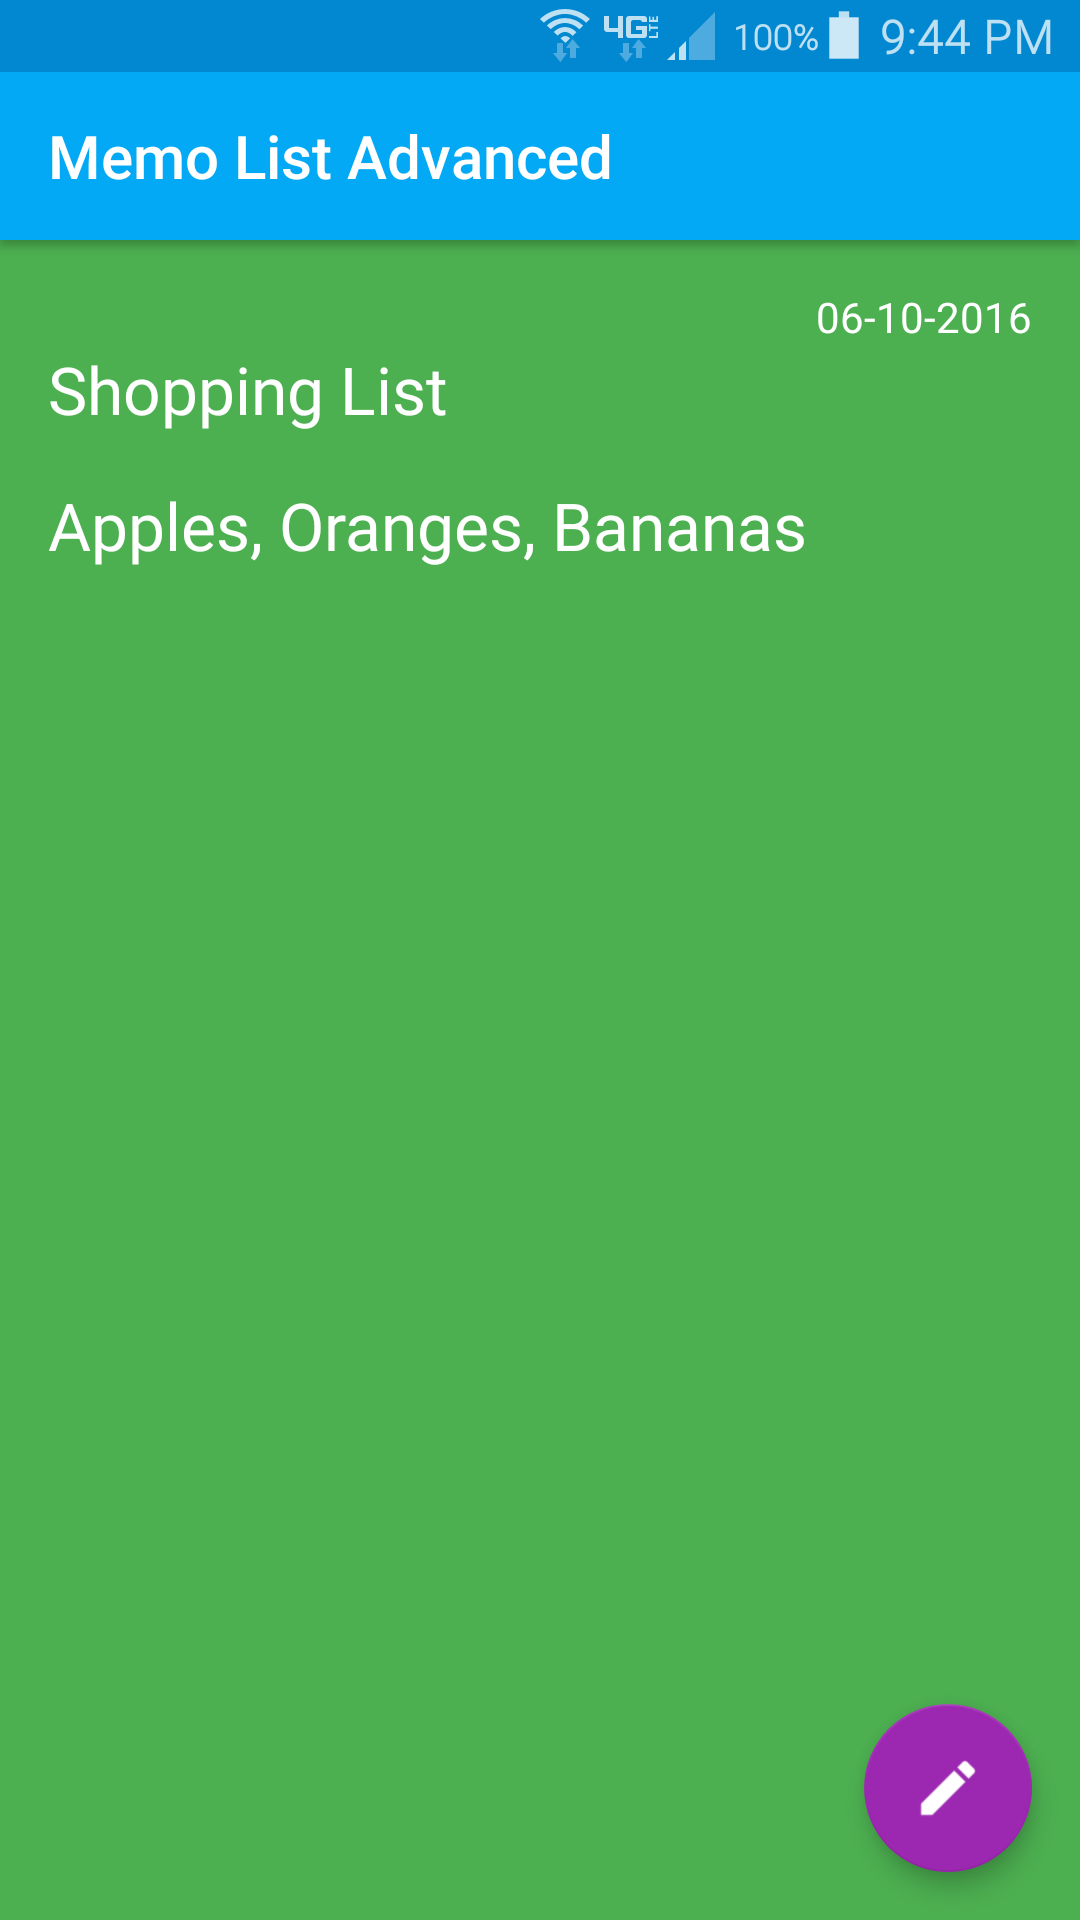 4G LTE 100% 9:44 PM
Memo List Advanced
06-10-2016
Shopping List
Apples, Oranges, Bananas